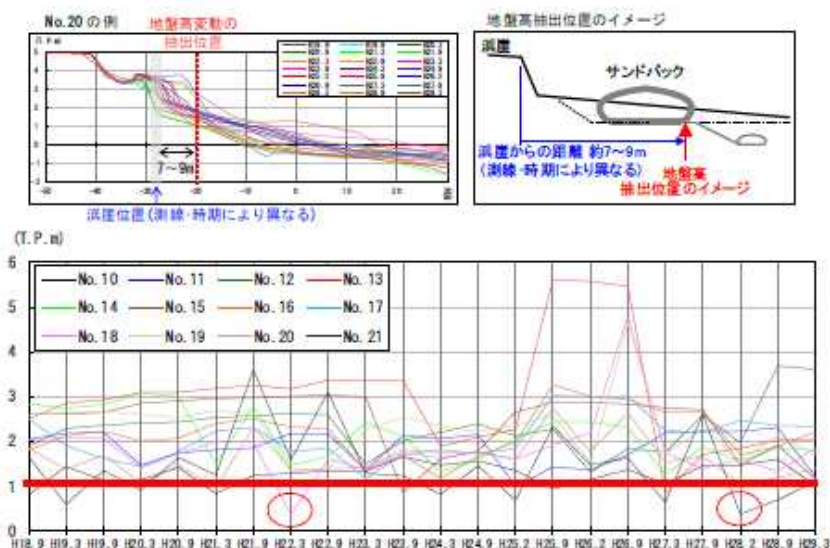 No.20 の例
地盤高変動の
抽出位置
(T.P.m)
7～9m
浜崖位置(測線・時期により異なる)
地盤高抽出位置のイメージ
浜崖
サンドパック
浜崖からの距離 約7～9m
(測線・時期により異なる)
地盤高
抽出位置のイメージ
(T.P.m)
6
5
4
3
2
1
0
No.10 No.11 No.12 No.13
No.14 No.15 No.16 No.17
No.18 No.19 No.20 No.21
H18.9 H19.3 H19.9 H20.3 H20.9 H21.3 H21.9 H22.3 H22.9 H23.3 H23.9 H24.3 H24.9 H25.2 H25.9 H26.2 H26.9 H27.3 H27.9 H28.2 H28.9 H29.3